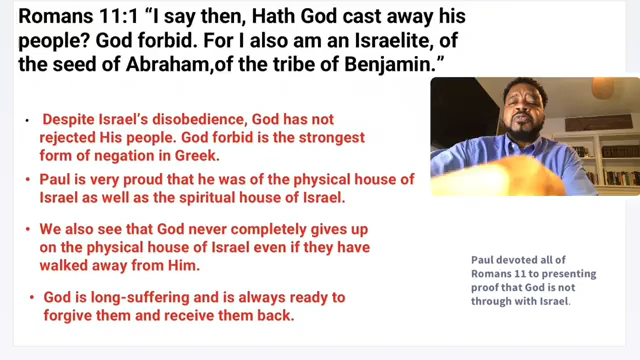 Romans 11:1 “I say then, Hath God cast away his
people? God forbid. For I also am an Israelite, of
the seed of Abraham,of the tribe of Benjamin.”
• Despite Israel’s disobedience, God has not
rejected His people. God forbid is the strongest
form of negation in Greek.
• Paul is very proud that he was of the physical house of
Israel as well as the spiritual house of Israel.
• We also see that God never completely gives up
on the physical house of Israel even if they have
walked away from Him.
• God is long-suffering and is always ready to
forgive them and receive them back.
Paul devoted all of
Romans 11 to presenting
proof that God is not
through with Israel.